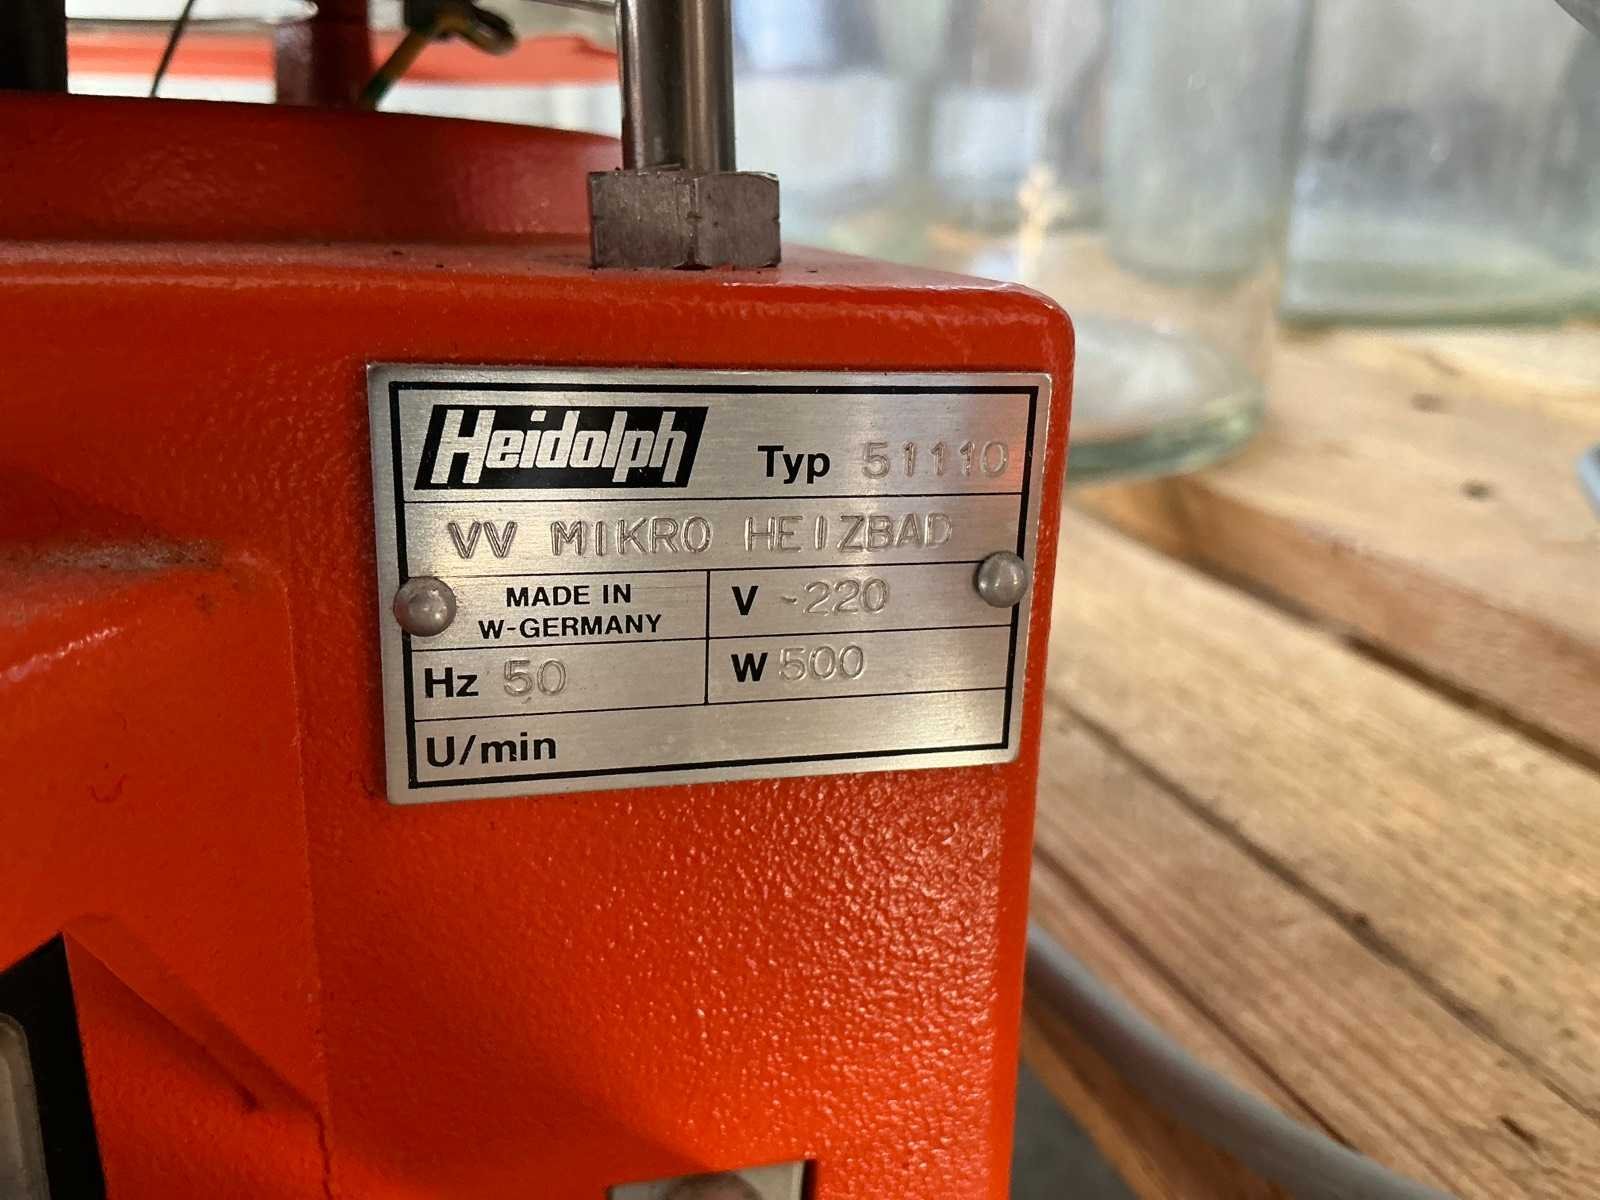 Heidolph Typ 51110
VV MIKRO HEIZBAD
MADE IN
W-GERMANY
V ~220
Hz 50
W 500
U/min